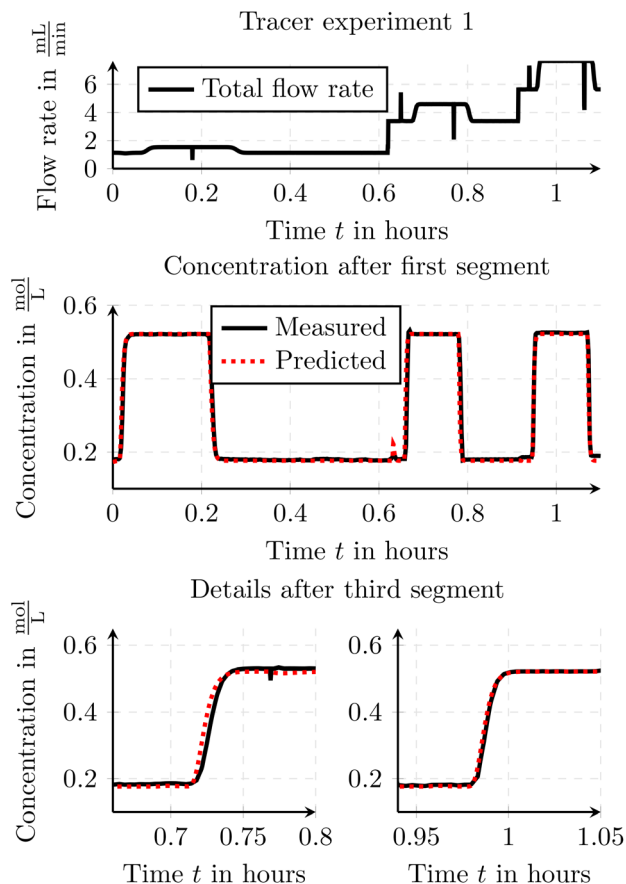 Tracer experiment 1
Flow rate in mL/min
6
4
2
0
Total flow rate
0 0.2 0.4 0.6 0.8 1
Time t in hours
Concentration after first segment
Concentration in mol/L
0.6
0.4
0.2
Measured
Predicted
0 0.2 0.4 0.6 0.8 1
Time t in hours
Details after third segment
Concentration in mol/L
0.6
0.4
0.2
0.7 0.75 0.8
Time t in hours
0.6
0.4
0.2
0.95 1 1.05
Time t in hours